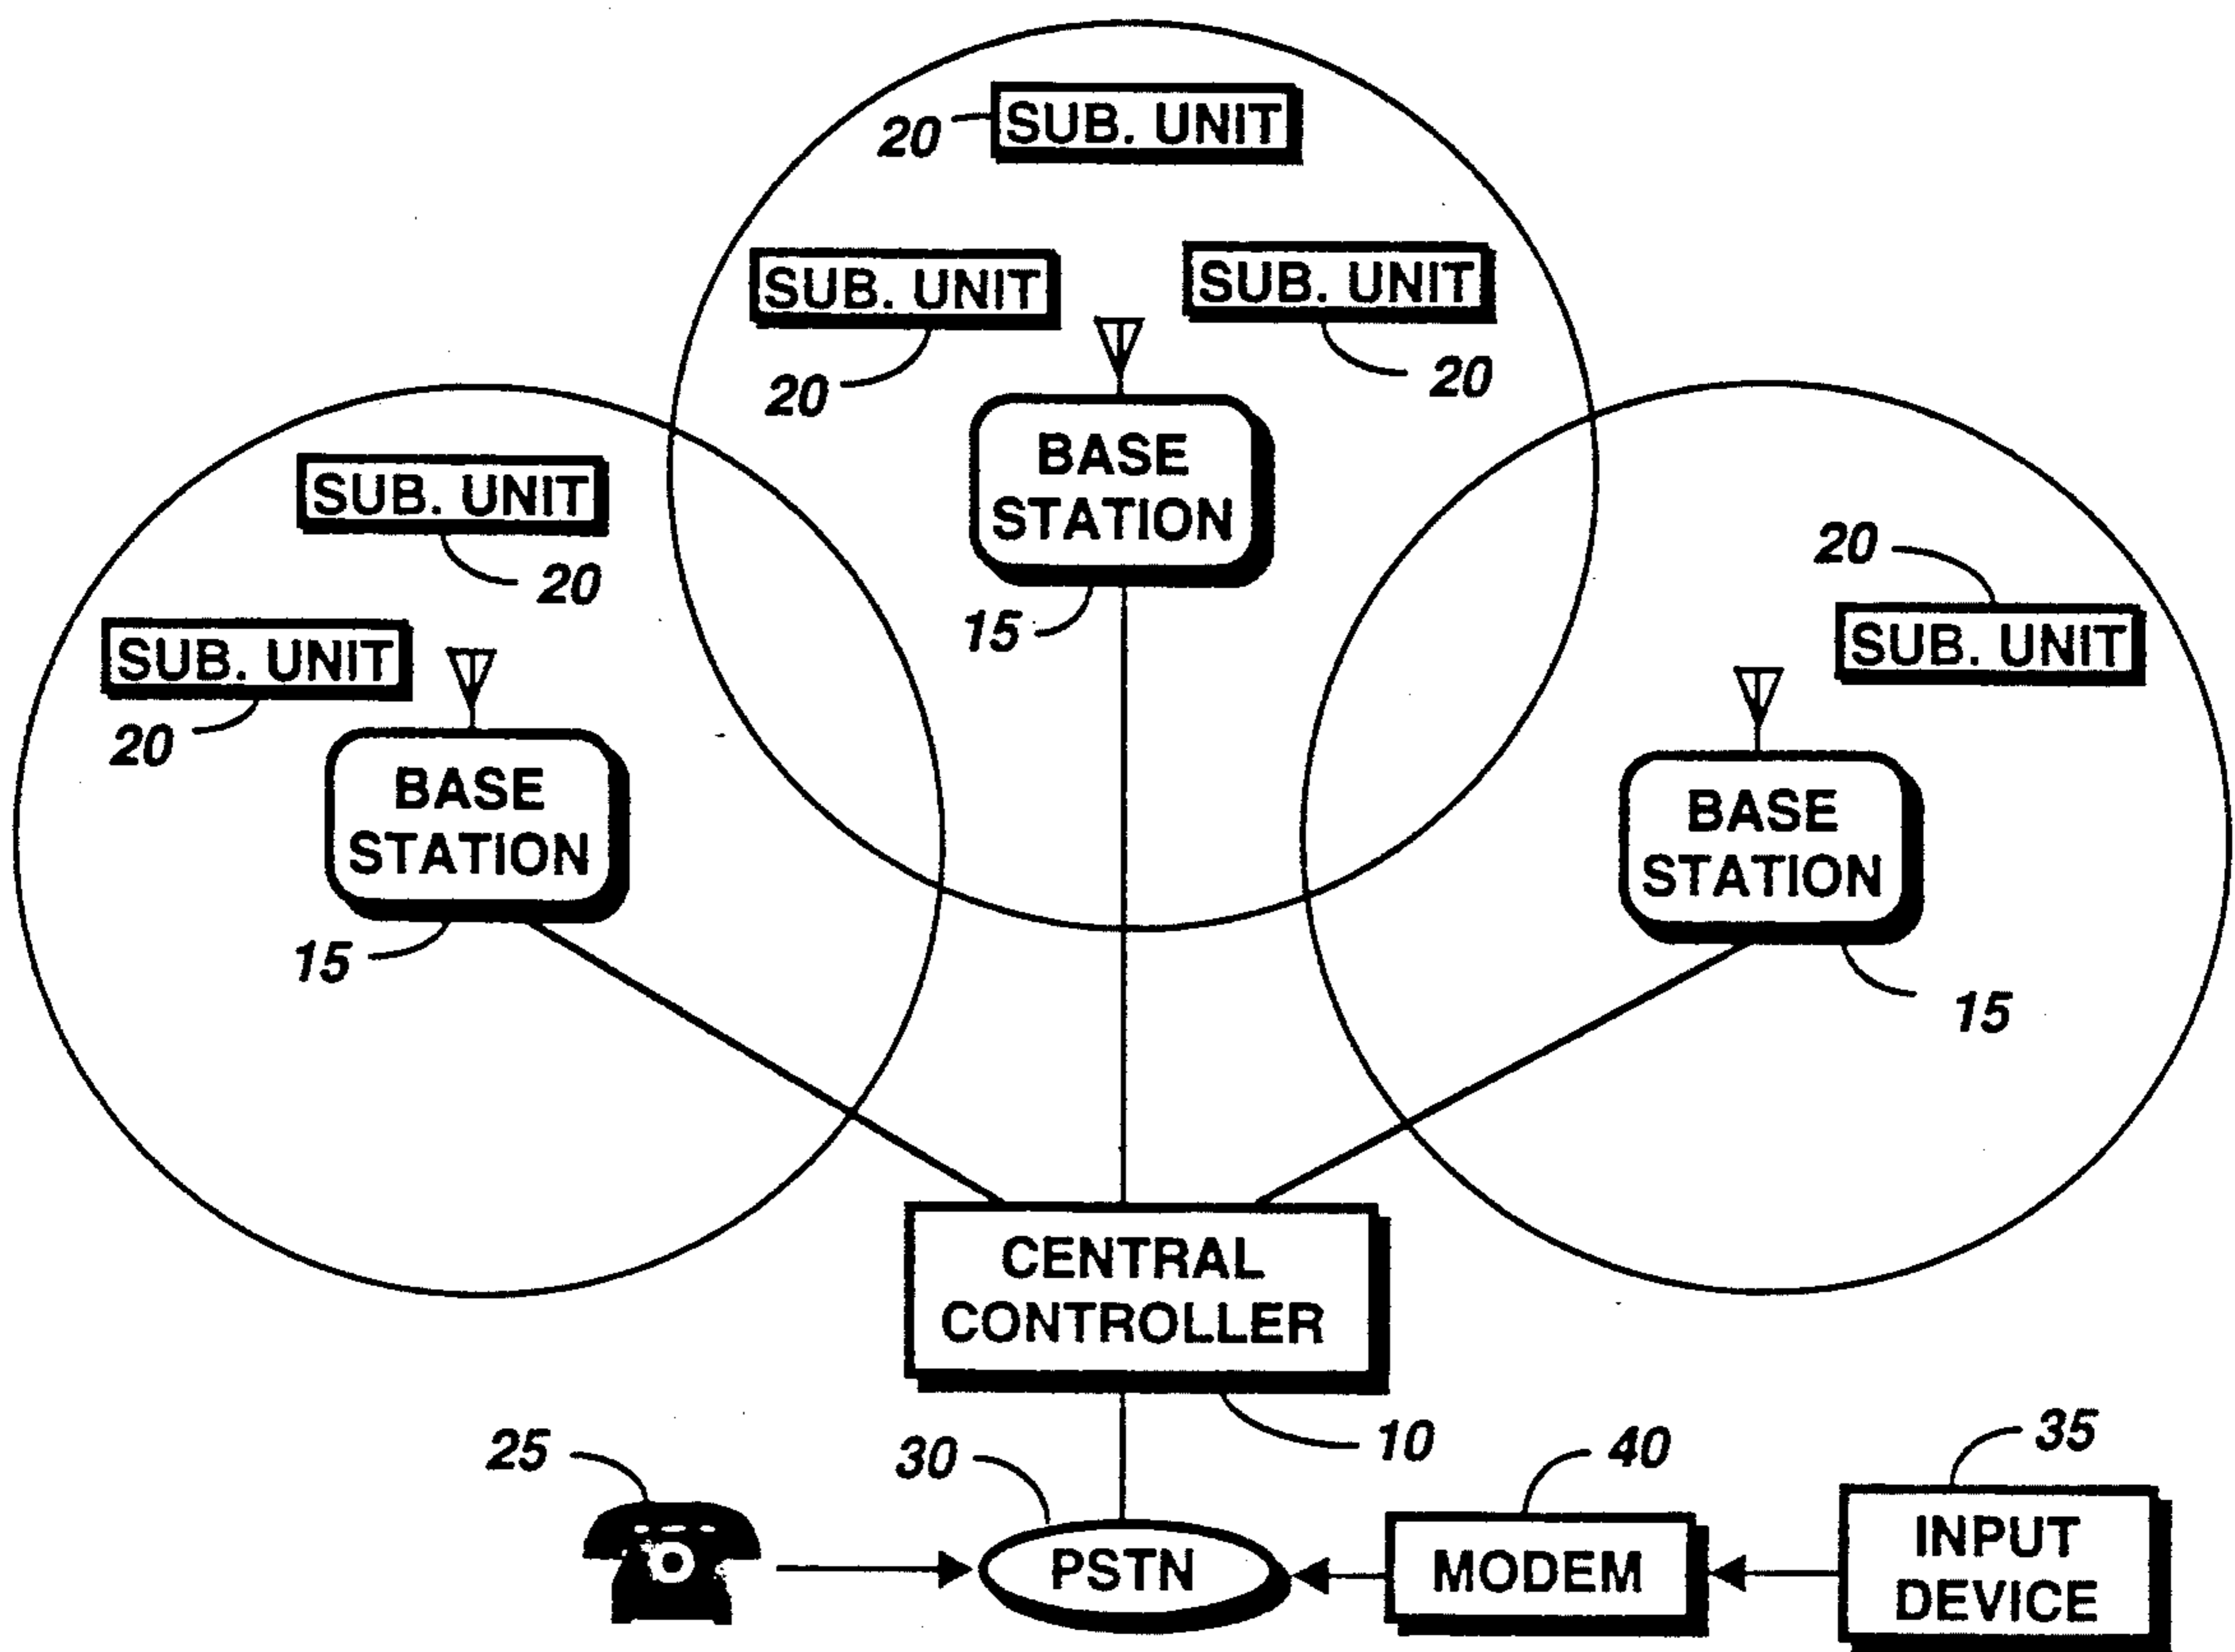 20
SUB. UNIT
SUB. UNIT
SUB. UNIT
20
20
BASE
STATION
15
SUB. UNIT
20
SUB. UNIT
20
BASE
STATION
15
20
SUB. UNIT
BASE
STATION
15
CENTRAL
CONTROLLER
10
25
30
PSTN
40
MODEM
35
INPUT
DEVICE